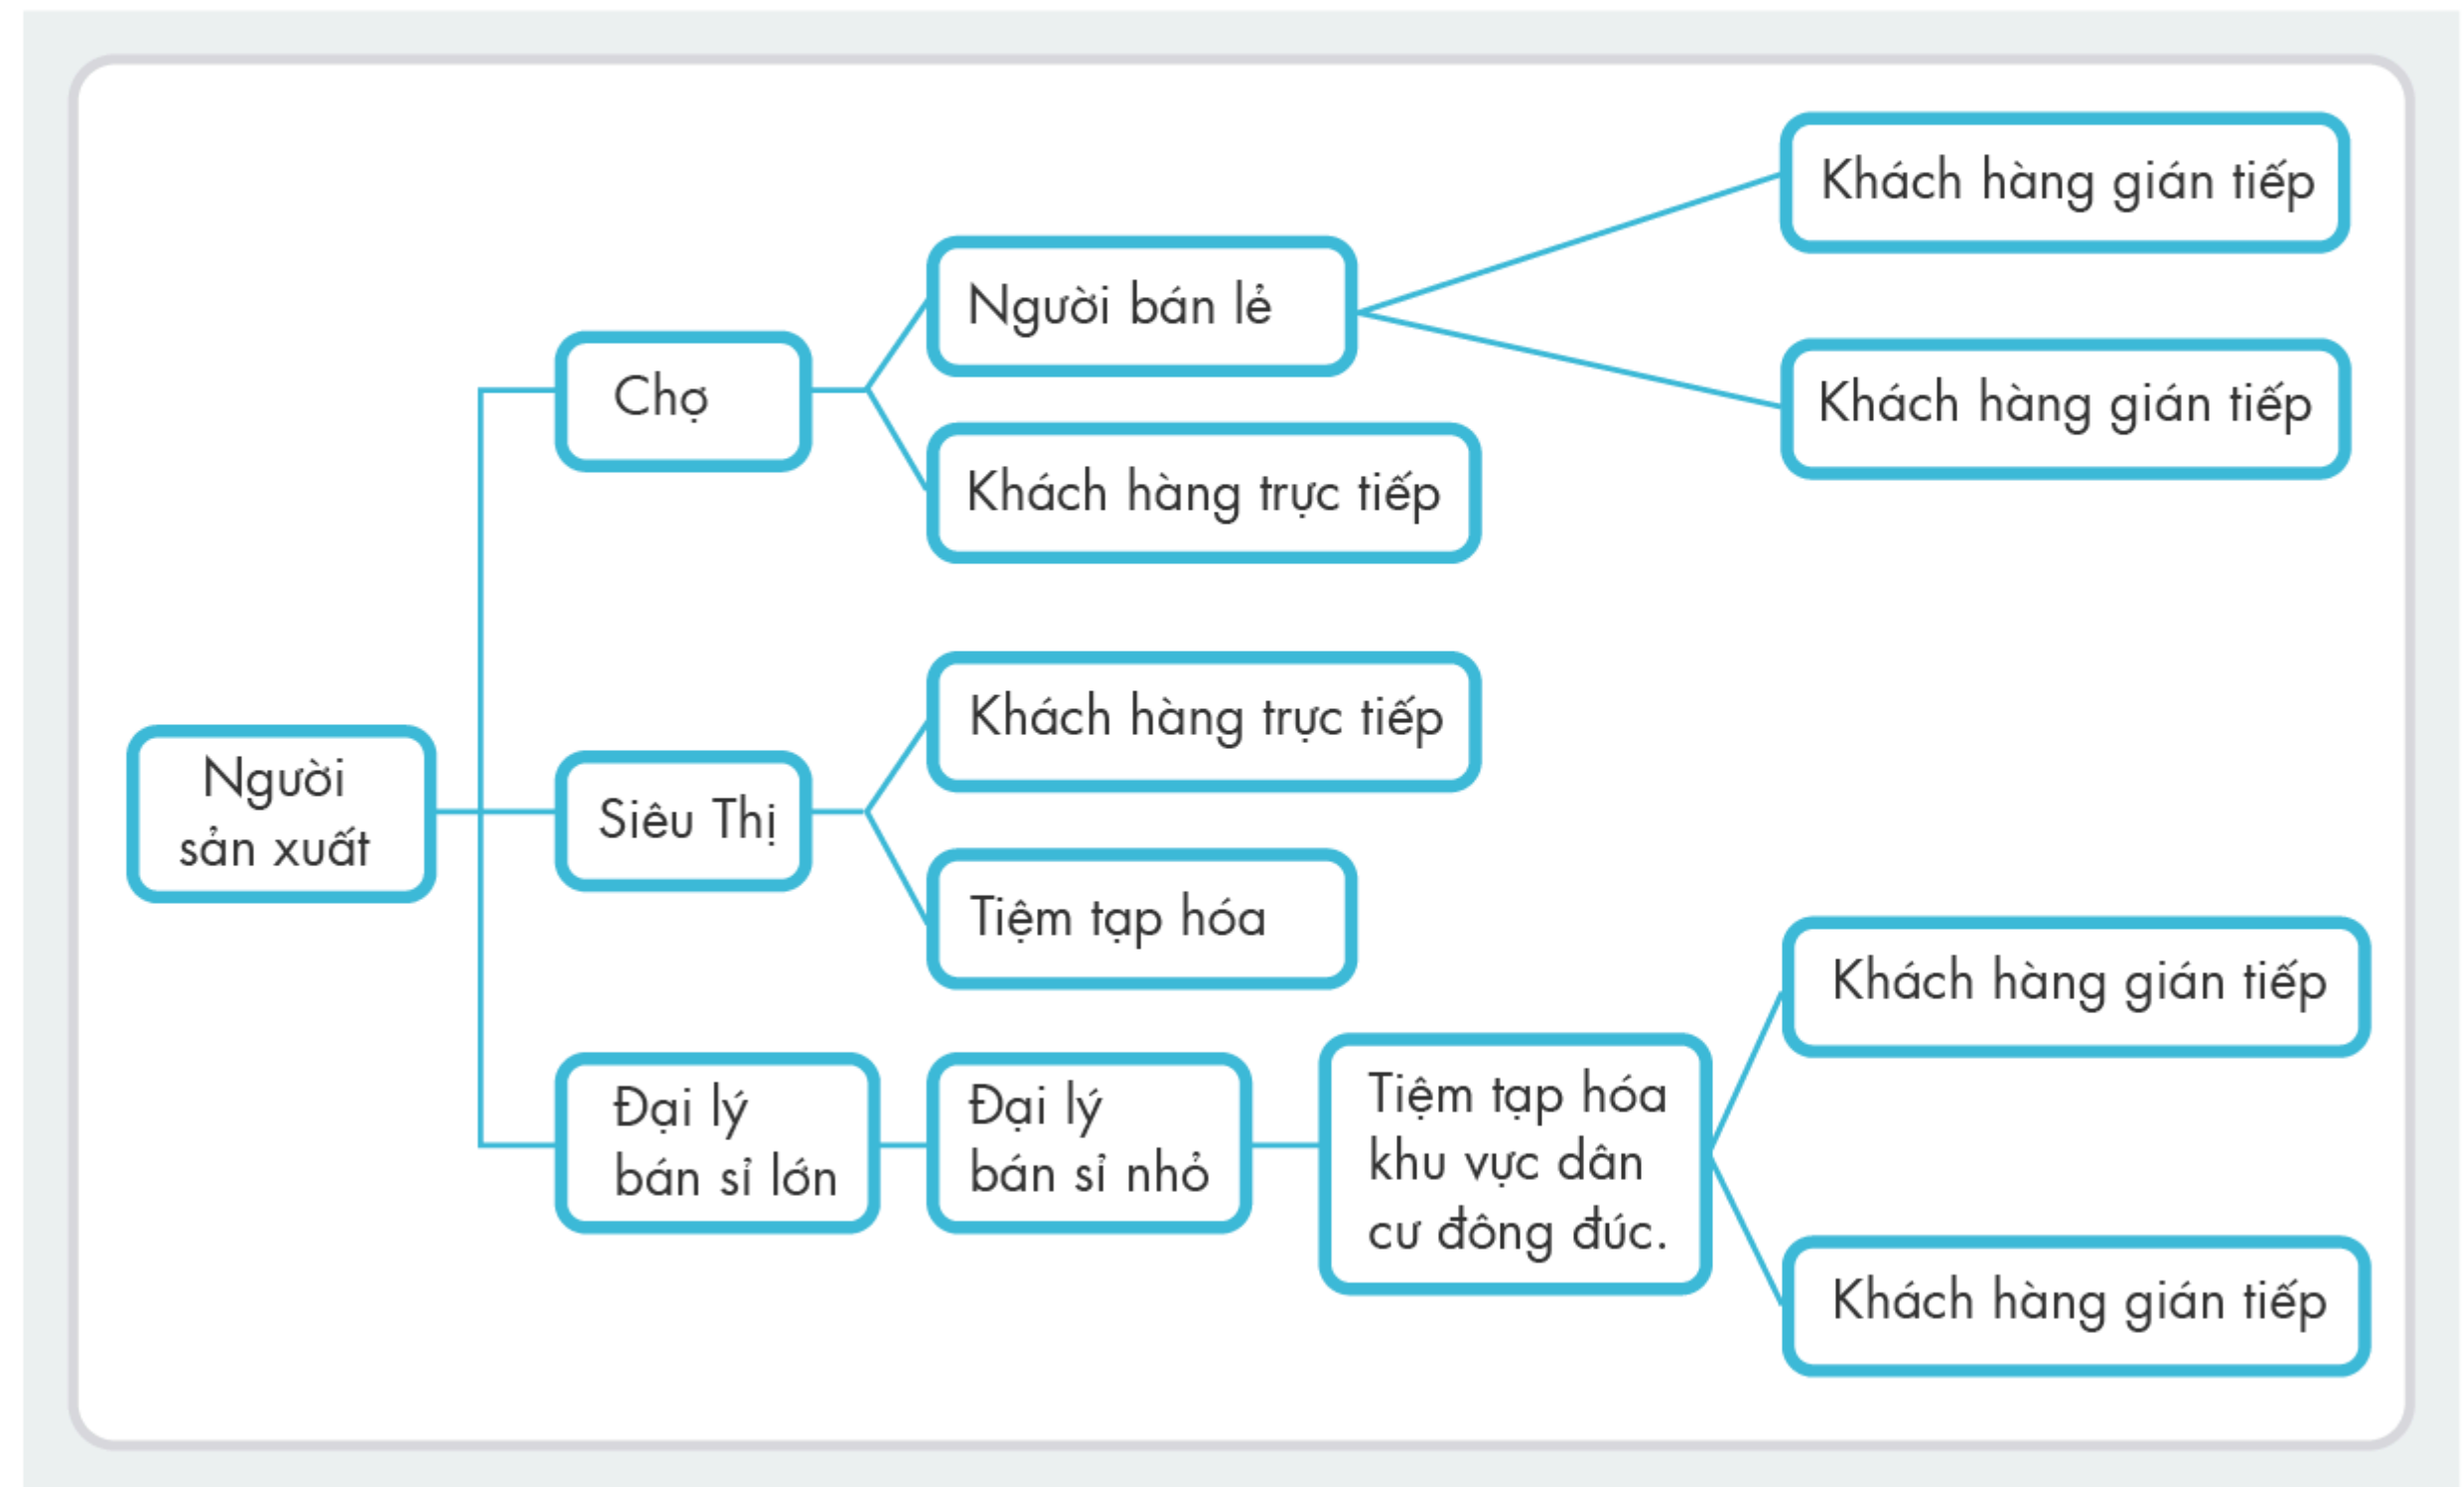 Người
sản xuất
Chợ
Người bán lẻ
Khách hàng gián tiếp
Khách hàng gián tiếp
Khách hàng trực tiếp
Siêu Thị
Khách hàng trực tiếp
Tiệm tạp hóa
Đại lý
bán sỉ lớn
Đại lý
bán sỉ nhỏ
Tiệm tạp hóa
khu vực dân
cư đông đúc.
Khách hàng gián tiếp
Khách hàng gián tiếp